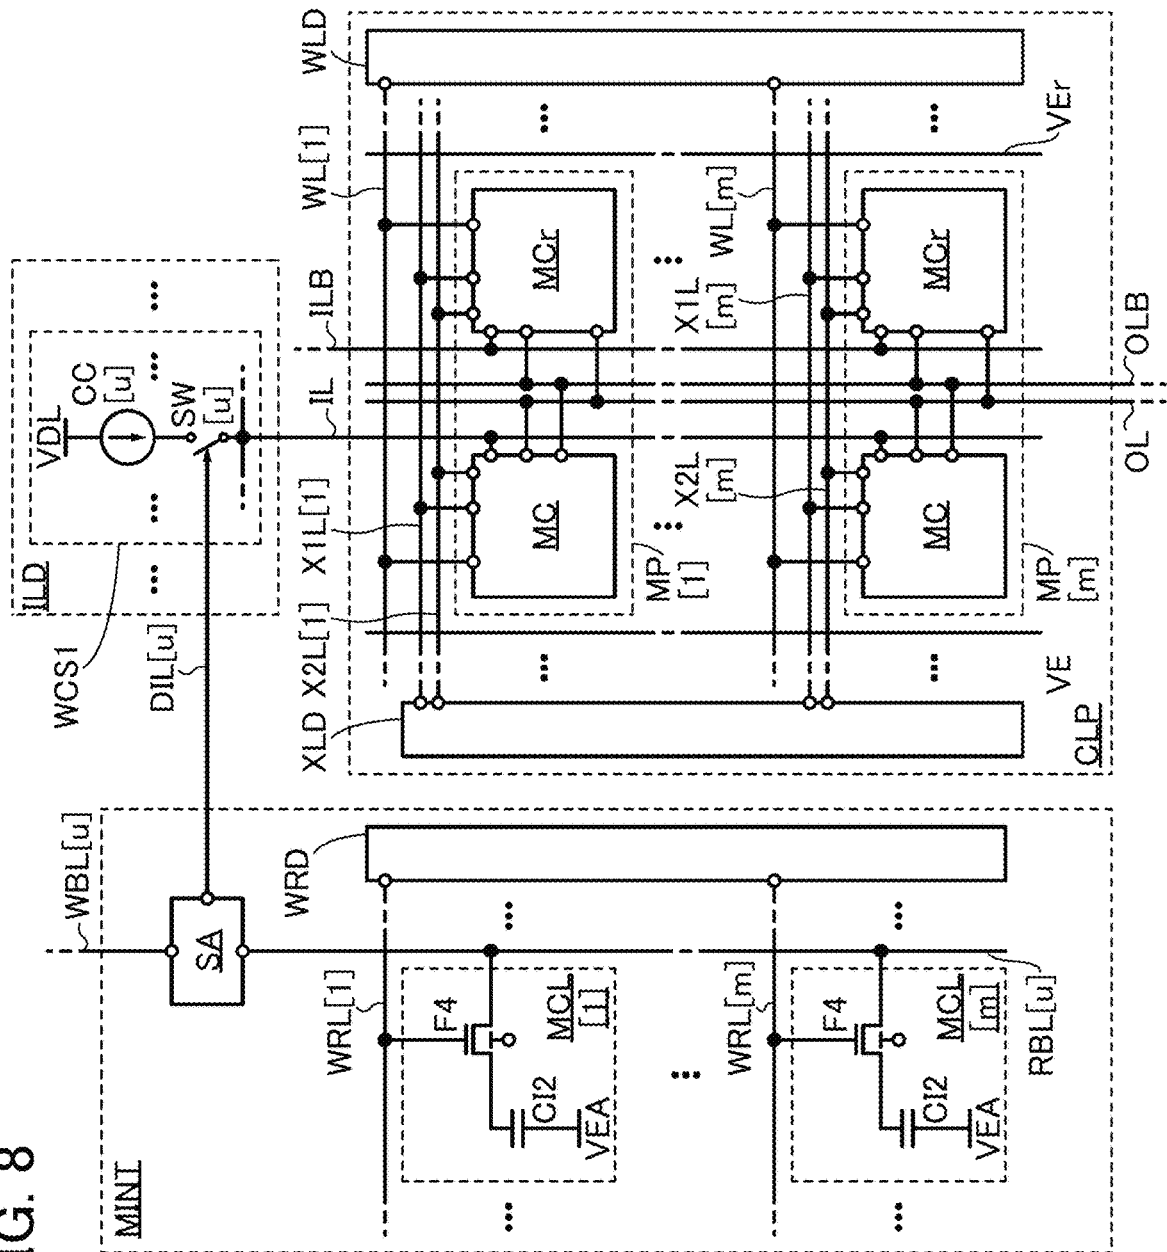 IG. 8
MINT
WBL[u]
SA
WRL[1]
F4
MCL
[1]
CI2
VEA
WRD
WRL[m]
F4
MCL
[m]
CI2
VEA
RBL[u]
DIL[u]
WCS1
ILD
VDL
CC
[u]
SW
[u]
XLD
X2L[1]
X1L[1]
IL
ILB
WL[1]
WLD
MC
MCr
MP
[1]
X2L
[m]
X1L
[m]
WL[m]
MC
MCr
MP
[m]
VE
VEr
CLP
OL
OLB